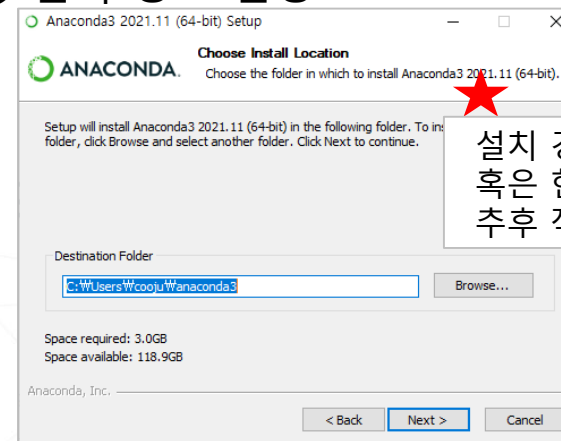 Anaconda3 2021.11 (64-bit) Setup
ANACONDA.
Choose Install Location
Choose the folder in which to install Anaconda3 2021.11 (64-bit).
Setup will install Anaconda3 2021.11 (64-bit) in the following folder. To
folder, click Browse and select another folder. Click Next to continue.
설치
혹은
추후
Destination Folder
C:₩Users₩cooju₩anaconda3
Browse...
Space required: 3.0GB
Space available: 118.9GB
Anaconda, Inc.
< Back
Next >
Cancel